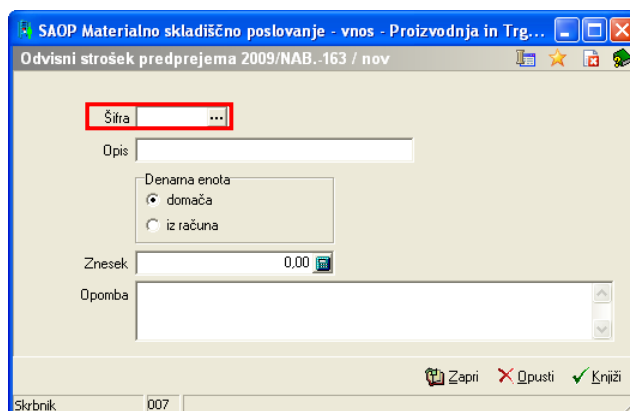 SAOP Materialno skladiščno poslovanje - vnos - Proizvodnja in Trg...
Odvisni strošek predprejema 2009/NAB.-163 / nov
Šifra ...
Opis
Denarna enota
domača
iz računa
Znesek 0,00
Opomba
Zapri Opusti Knjiži
Skrbnik 007